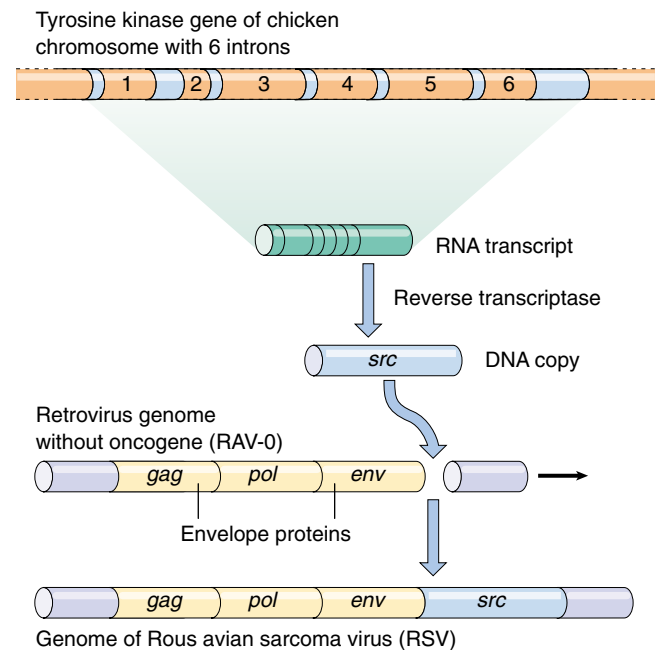 Tyrosine kinase gene of chicken
chromosome with 6 introns
1 2 3 4 5 6
RNA transcript
Reverse transcriptase
src
DNA copy
Retrovirus genome
without oncogene (RAV-0)
gag pol env
Envelope proteins
gag pol env src
Genome of Rous avian sarcoma virus (RSV)